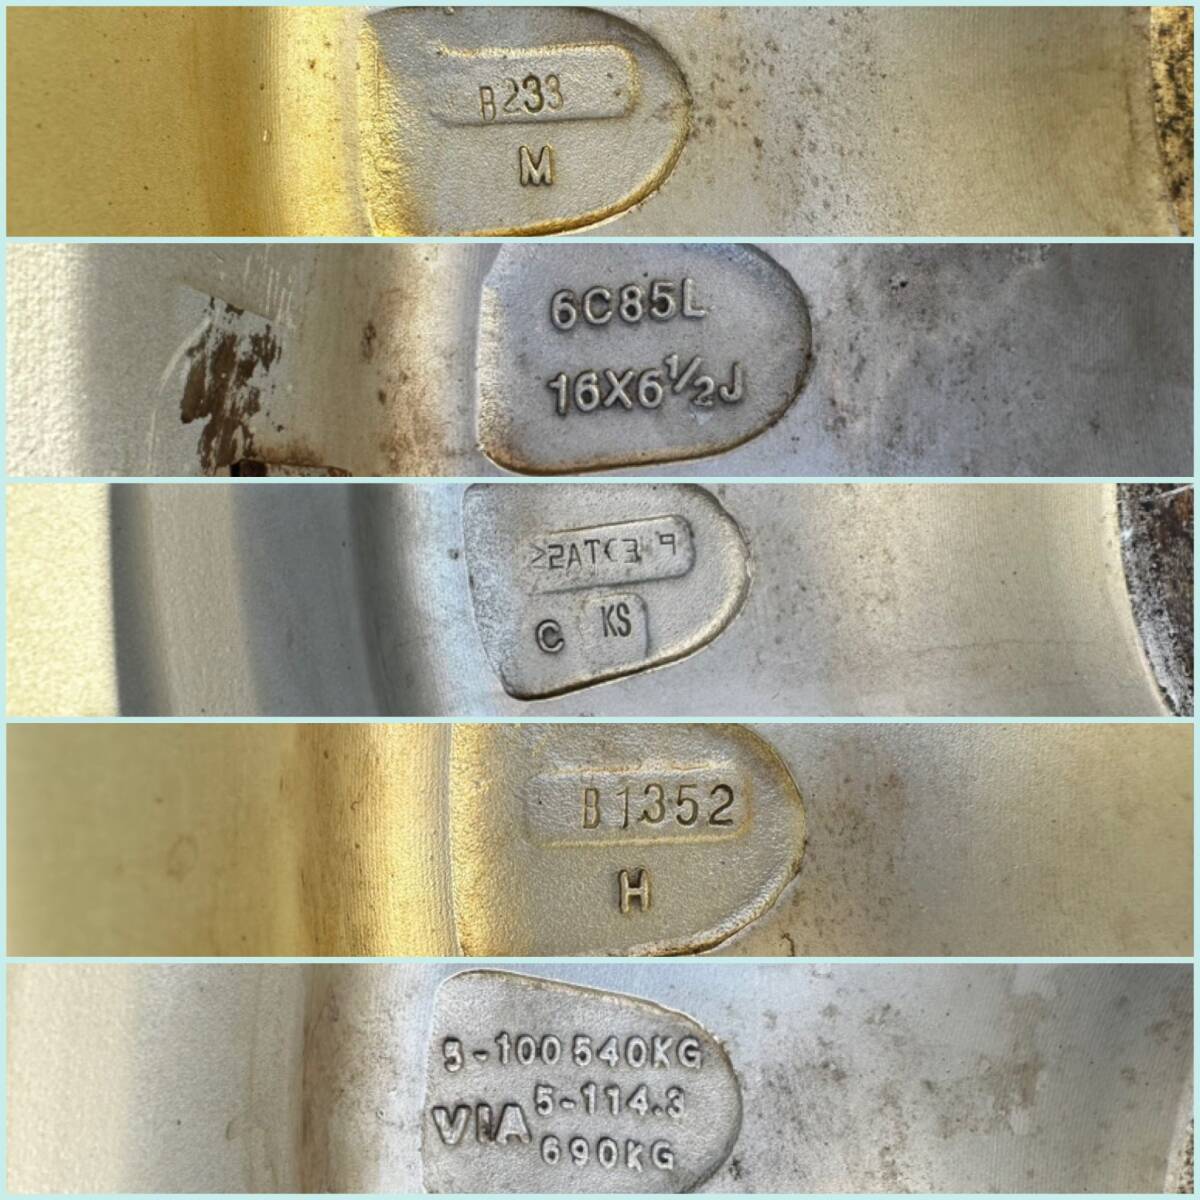 B233
M
6C85L
16X6½J
C KS
B1352
H
5-100 540KG
5-114.3
VIA
690KG